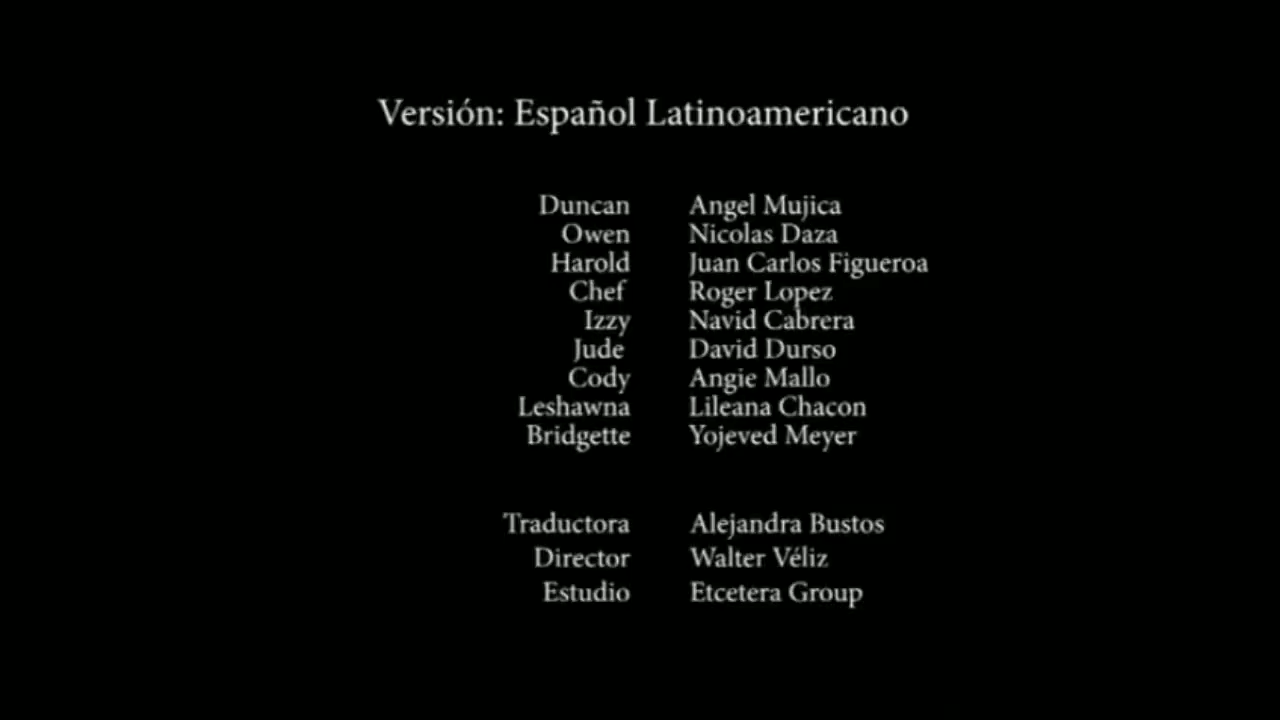 Versión: Español Latinoamericano
Duncan Angel Mujica
Owen Nicolas Daza
Harold Juan Carlos Figueroa
Chef Roger Lopez
Izzy Navid Cabrera
Jude David Durso
Cody Angie Mallo
Leshawna Lileana Chacon
Bridgette Yojeved Meyer
Traductora Alejandra Bustos
Director Walter Véliz
Estudio Etcetera Group